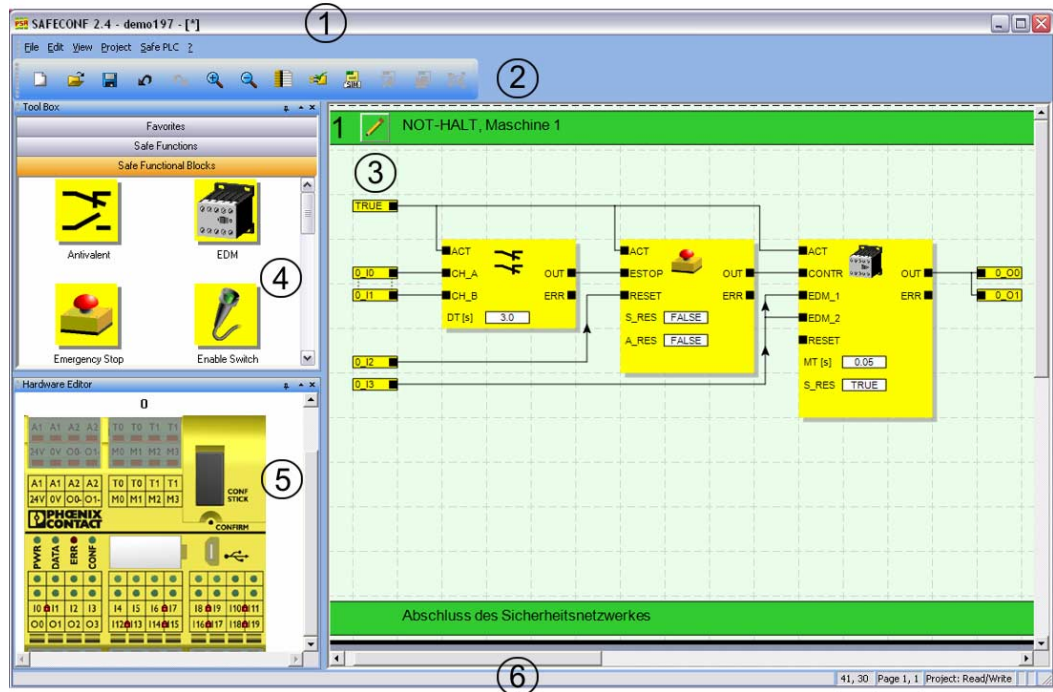 SAFECONF 2.4 - demo197 - [*]
1
File Edit View Project Safe PLC ?
SIM
2
Tool Box
Favorites
Safe Functions
Safe Functional Blocks
Antivalent
EDM
4
Emergency Stop
Enable Switch
Hardware Editor
0
A1 A1 A2 A2 T0 T0 T1 T1
24V 0V O0- O1- M0 M1 M2 M3
A1 A1 A2 A2 T0 T0 T1 T1
24V 0V O0- O1- M0 M1 M2 M3
CONF STICK
5
PHŒNIX CONTACT
CONFIRM
PWR DATA ERR CONF
I0 I1 I2 I3 I4 I5 I6 I7 I8 I9 I10 I11
O0 O1 O2 O3 I12 I13 I14 I15 I16 I17 I18 I19
1 NOT-HALT, Maschine 1
3
TRUE
0_I0
0_I1
0_I2
0_I3
ACT
CH_A OUT
CH_B ERR
DT [s] 3.0
ACT
ESTOP OUT
RESET ERR
S_RES FALSE
A_RES FALSE
ACT
CONTR OUT
EDM_1 ERR
EDM_2
RESET
MT [s] 0.05
S_RES TRUE
0_O0
0_O1
Abschluss des Sicherheitsnetzwerkes
6
41, 30 Page 1, 1 Project: Read/Write